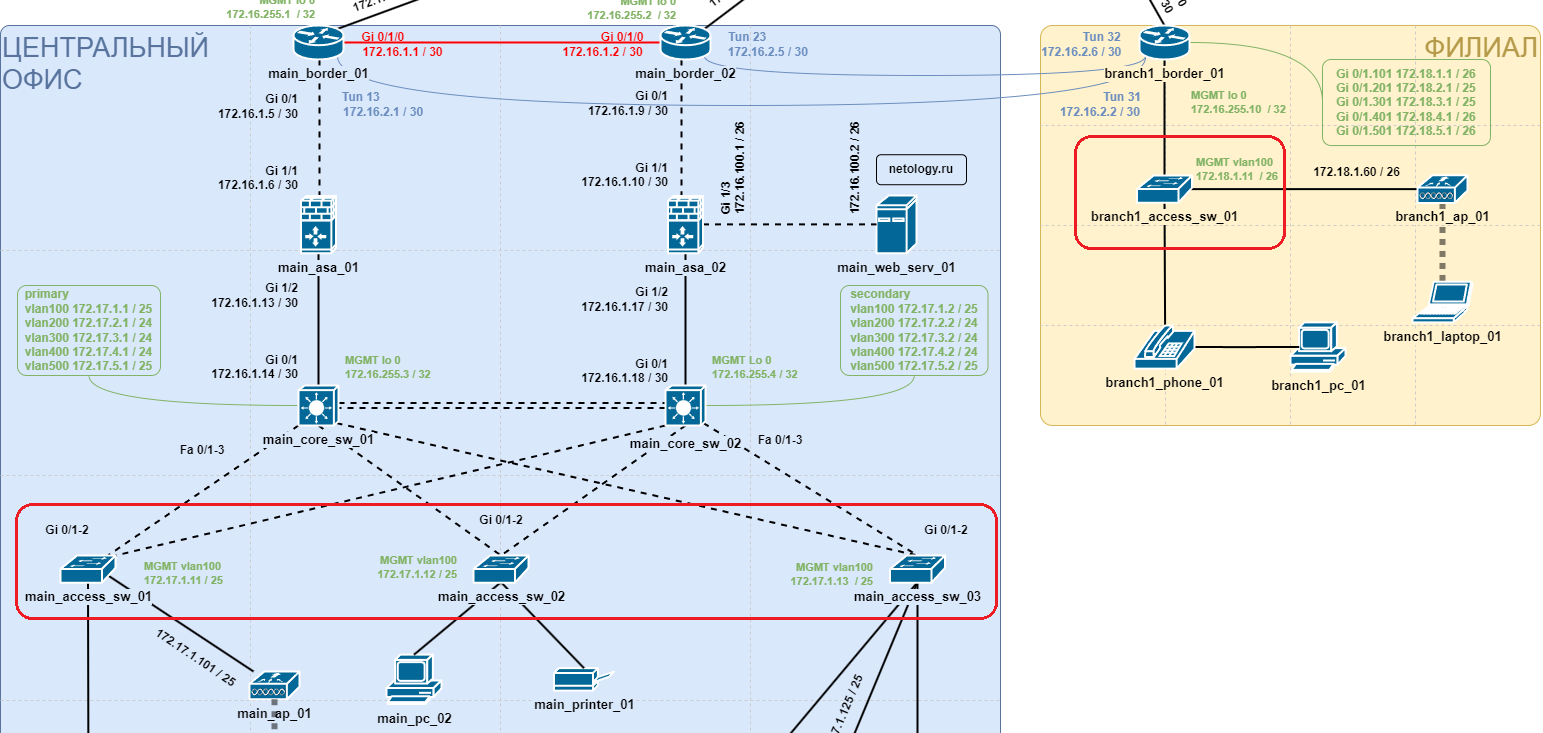 MGMT lo 0
172.16.255.1 / 32
MGMT lo 0
172.16.255.2 / 32
172.1
17
30
0
ЦЕНТРАЛЬНЫЙ
ОФИС
Gi 0/1/0
172.16.1.1 / 30
Gi 0/1/0
172.16.1.2 / 30
Tun 23
172.16.2.5 / 30
main_border_01
main_border_02
Gi 0/1
172.16.1.5 / 30
Tun 13
172.16.2.1 / 30
Gi 0/1
172.16.1.9 / 30
Gi 1/1
172.16.1.6 / 30
Gi 1/1
172.16.1.10 / 30
Gi 1/3
172.16.100.1 / 26
172.16.100.2 / 26
netology.ru
main_asa_01
main_asa_02
main_web_serv_01
primary
vlan100 172.17.1.1 / 25
vlan200 172.17.2.1 / 24
vlan300 172.17.3.1 / 24
vlan400 172.17.4.1 / 24
vlan500 172.17.5.1 / 25
Gi 1/2
172.16.1.13 / 30
Gi 1/2
172.16.1.17 / 30
secondary
vlan100 172.17.1.2 / 25
vlan200 172.17.2.2 / 24
vlan300 172.17.3.2 / 24
vlan400 172.17.4.2 / 24
vlan500 172.17.5.2 / 25
Gi 0/1
172.16.1.14 / 30
MGMT lo 0
172.16.255.3 / 32
Gi 0/1
172.16.1.18 / 30
MGMT Lo 0
172.16.255.4 / 32
main_core_sw_01
main_core_sw_02
Fa 0/1-3
Fa 0/1-3
Gi 0/1-2
Gi 0/1-2
Gi 0/1-2
MGMT vlan100
172.17.1.11 / 25
MGMT vlan100
172.17.1.12 / 25
MGMT vlan100
172.17.1.13 / 25
main_access_sw_01
main_access_sw_02
main_access_sw_03
172.17.1.101 / 25
7.1.125 / 25
main_ap_01
main_pc_02
main_printer_01
ФИЛИАЛ
Tun 32
172.16.2.6 / 30
branch1_border_01
Tun 31
172.16.2.2 / 30
MGMT lo 0
172.16.255.10 / 32
Gi 0/1.101 172.18.1.1 / 26
Gi 0/1.201 172.18.2.1 / 25
Gi 0/1.301 172.18.3.1 / 25
Gi 0/1.401 172.18.4.1 / 26
Gi 0/1.501 172.18.5.1 / 26
MGMT vlan100
172.18.1.11 / 26
172.18.1.60 / 26
branch1_access_sw_01
branch1_ap_01
branch1_laptop_01
branch1_phone_01
branch1_pc_01